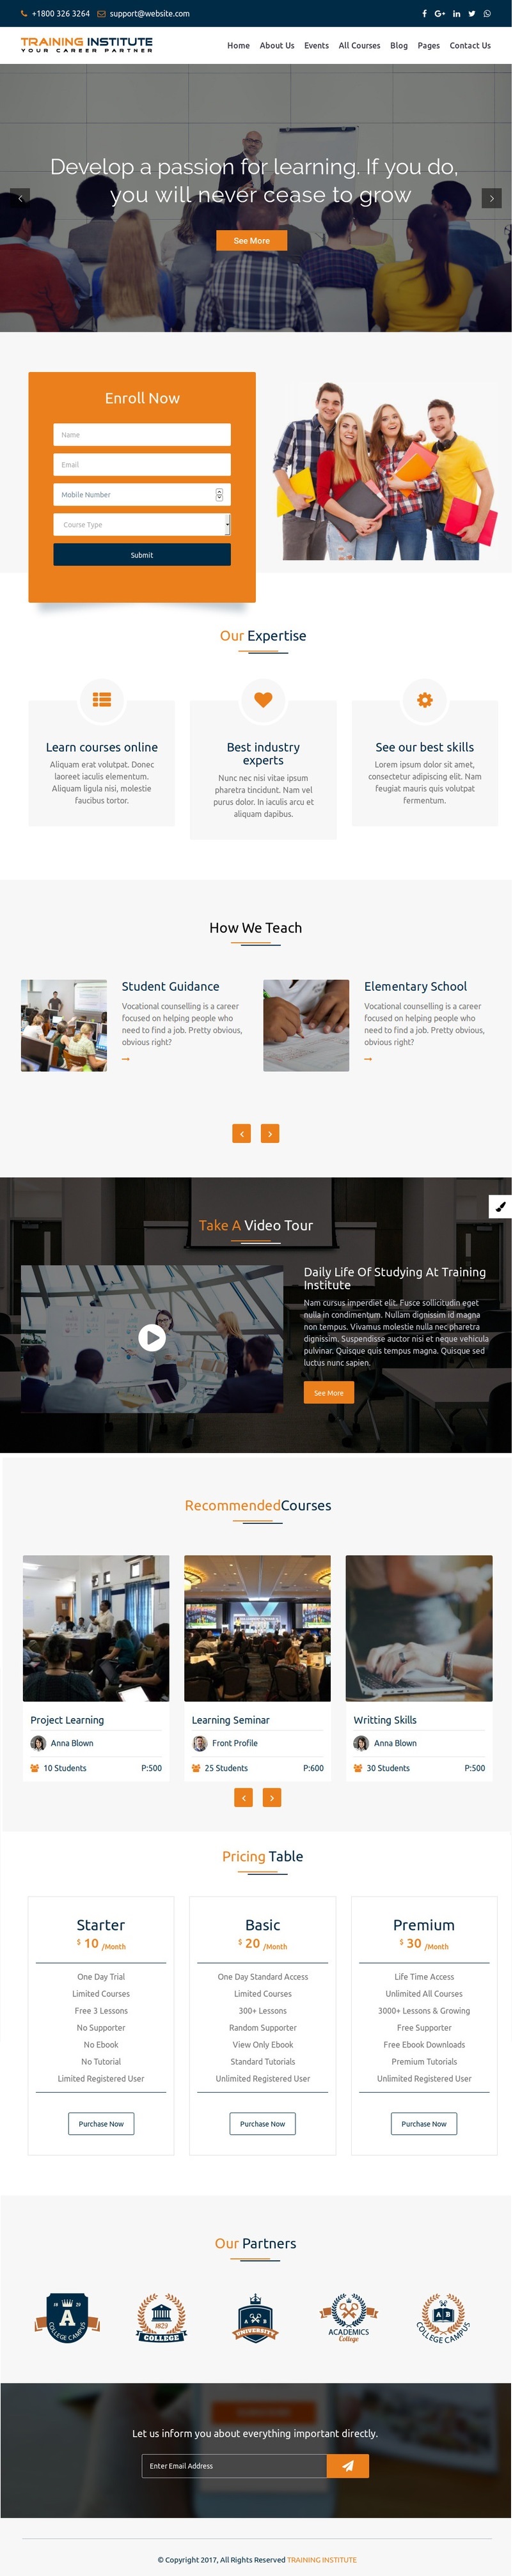 +1800 326 3264 support@website.com
TRAINING INSTITUTE
YOUR CAREER PARTNER
Home About Us Events All Courses Blog Pages Contact Us
Develop a passion for learning. If you do,
you will never cease to grow
See More
Enroll Now
Name
Email
Mobile Number
Course Type
Submit
Our Expertise
Learn courses online
Aliquam erat volutpat. Donec
laoreet iaculis elementum.
Aliquam ligula nisi, molestie
faucibus tortor.
Best industry
experts
Nunc nec nisi vitae ipsum
pharetra tincidunt. Nam vel
purus dolor. In iaculis arcu et
aliquam dapibus.
See our best skills
Lorem ipsum dolor sit amet,
consectetur adipiscing elit. Nam
feugiat mauris quis volutpat
fermentum.
How We Teach
Student Guidance
Vocational counselling is a career
focused on helping people who
need to find a job. Pretty obvious,
obvious right?
Elementary School
Vocational counselling is a career
focused on helping people who
need to find a job. Pretty obvious,
obvious right?
Take A Video Tour
Daily Life Of Studying At Training
Institute
Nam cursus imperdiet elit. Fusce sollicitudin eget
nulla in condimentum. Nullam dignissim id magna
non tempus. Vivamus molestie nulla nec pharetra
dignissim. Suspendisse auctor nisi et neque vehicula
pulvinar. Quisque quis tempus magna. Quisque sed
luctus nunc sapien.
See More
RecommendedCourses
Project Learning
Anna Blown
10 Students P:500
Learning Seminar
Front Profile
25 Students P:600
Writting Skills
Anna Blown
30 Students P:500
Pricing Table
Starter
$ 10 /Month
One Day Trial
Limited Courses
Free 3 Lessons
No Supporter
No Ebook
No Tutorial
Limited Registered User
Purchase Now
Basic
$ 20 /Month
One Day Standard Access
Limited Courses
300+ Lessons
Random Supporter
View Only Ebook
Standard Tutorials
Unlimited Registered User
Purchase Now
Premium
$ 30 /Month
Life Time Access
Unlimited All Courses
3000+ Lessons & Growing
Free Supporter
Free Ebook Downloads
Premium Tutorials
Unlimited Registered User
Purchase Now
Our Partners
A
COLLEGE CAMPUS
1829
COLLEGE
UNIVERSITY
ACADEMICS
College
A B
COLLEGE CAMPUS
Let us inform you about everything important directly.
Enter Email Address
© Copyright 2017, All Rights Reserved TRAINING INSTITUTE